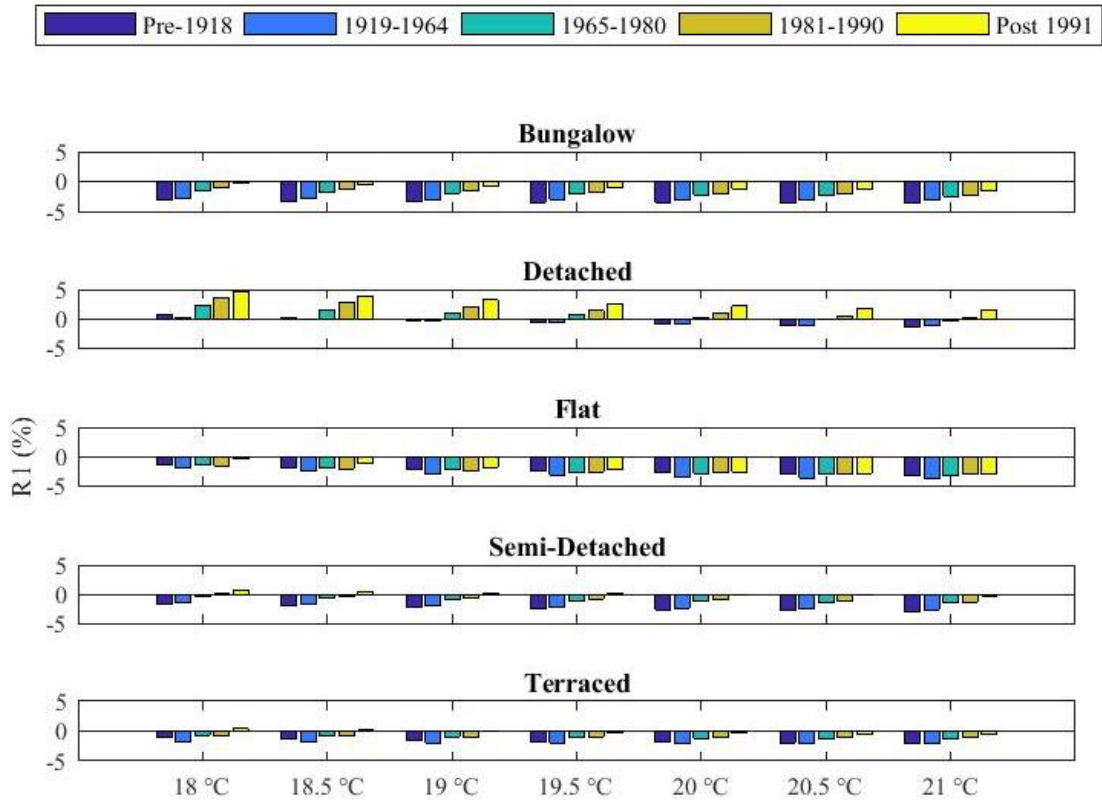 Pre-1918 1919-1964 1965-1980 1981-1990 Post 1991
Bungalow
5
0
-5
Detached
5
0
-5
Flat
5
0
-5
R1 (%)
Semi-Detached
5
0
-5
Terraced
5
0
-5
18 °C 18.5 °C 19 °C 19.5 °C 20 °C 20.5 °C 21 °C